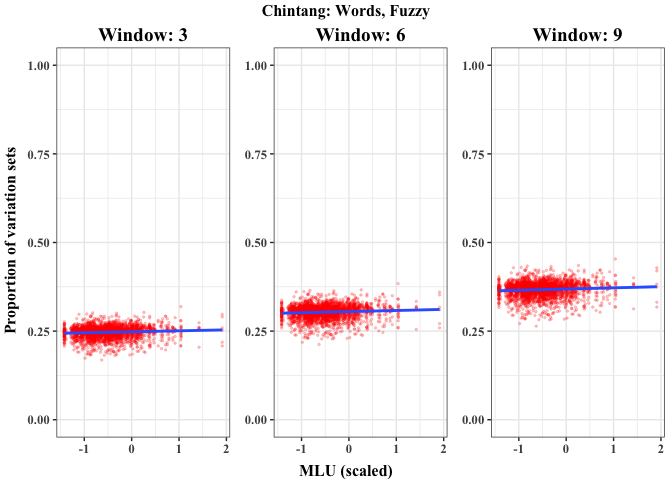 Chintang: Words, Fuzzy
Window: 3
Window: 6
Window: 9
Proportion of variation sets
1.00
0.75
0.50
0.25
0.00
1.00
0.75
0.50
0.25
0.00
1.00
0.75
0.50
0.25
0.00
-1 0 1 2
-1 0 1 2
-1 0 1 2
MLU (scaled)